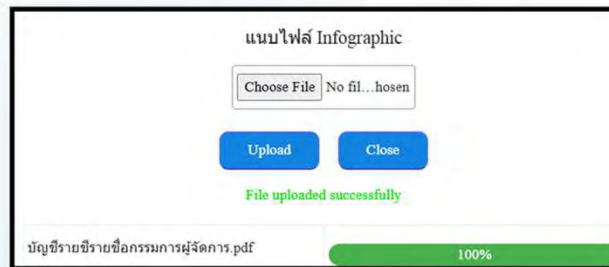 แนบไฟล์ Infographic
Choose File No fil...hosen
Upload Close
File uploaded successfully
บัญชีรายชีรายชื่อกรรมการผู้จัดการ.pdf 100%